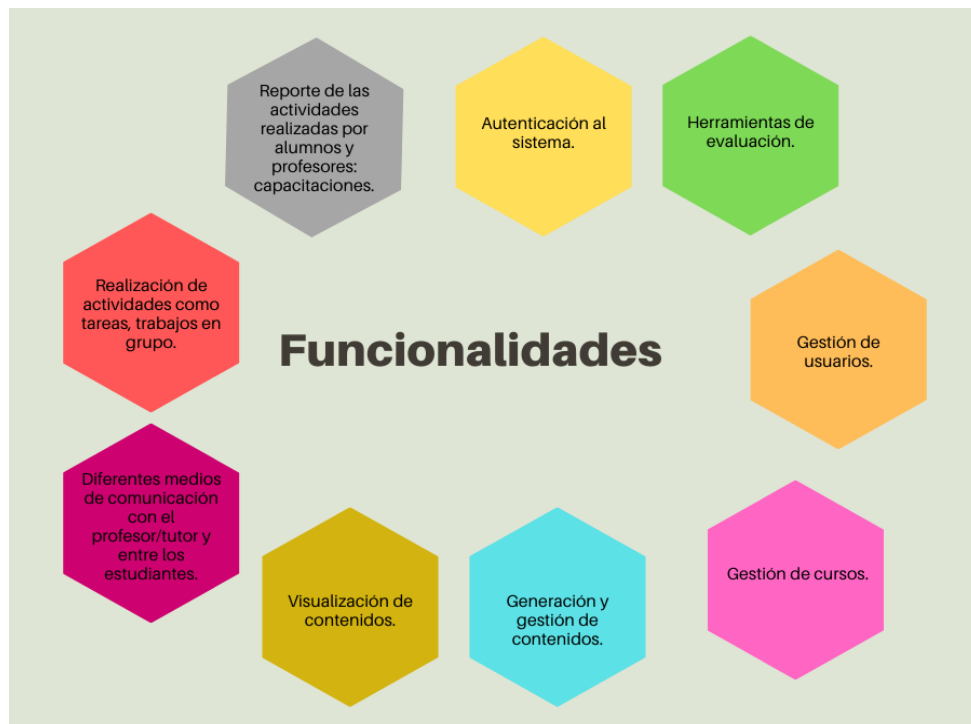 Reporte de las
actividades
realizadas por
alumnos y
profesores:
capacitaciones.
Autenticación al
sistema.
Herramientas de
evaluación.
Realización de
actividades como
tareas, trabajos en
grupo.
Funcionalidades
Gestión de
usuarios.
Diferentes medios
de comunicación
con el
profesor/tutor y
entre los
estudiantes.
Visualización de
contenidos.
Generación y
gestión de
contenidos.
Gestión de cursos.